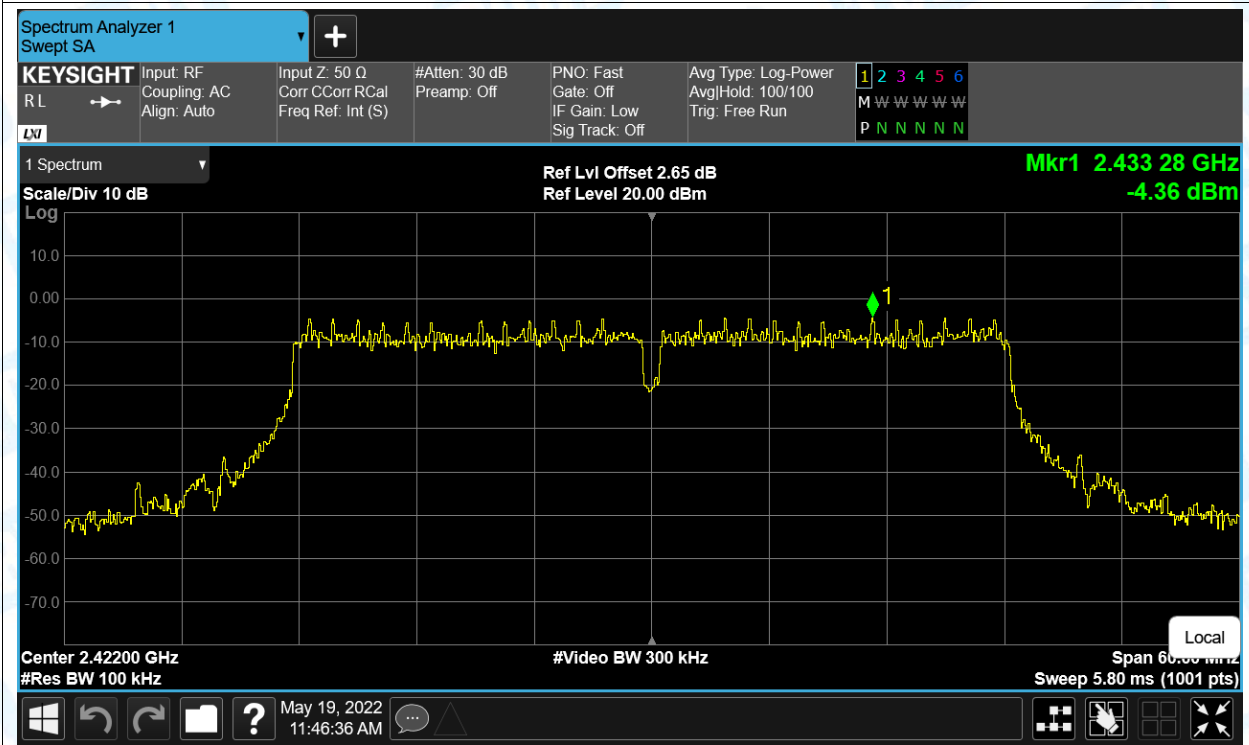 Spectrum Analyzer 1
Swept SA
KEYSIGHT
R L
LXI
Input: RF
Coupling: AC
Align: Auto
Input Z: 50 Ω
Corr CCorr RCal
Freq Ref: Int (S)
#Atten: 30 dB
Preamp: Off
PNO: Fast
Gate: Off
IF Gain: Low
Sig Track: Off
Avg Type: Log-Power
Avg|Hold: 100/100
Trig: Free Run
1 2 3 4 5 6
M W W W W W
P N N N N N
1 Spectrum
Scale/Div 10 dB
Log
Ref Lvl Offset 2.65 dB
Ref Level 20.00 dBm
Mkr1 2.433 28 GHz
-4.36 dBm
10.0
0.00
-10.0
-20.0
-30.0
-40.0
-50.0
-60.0
-70.0
1
Local
Center 2.42200 GHz
#Video BW 300 kHz
Span 60.00 MHz
#Res BW 100 kHz
Sweep 5.80 ms (1001 pts)
?
May 19, 2022
11:46:36 AM